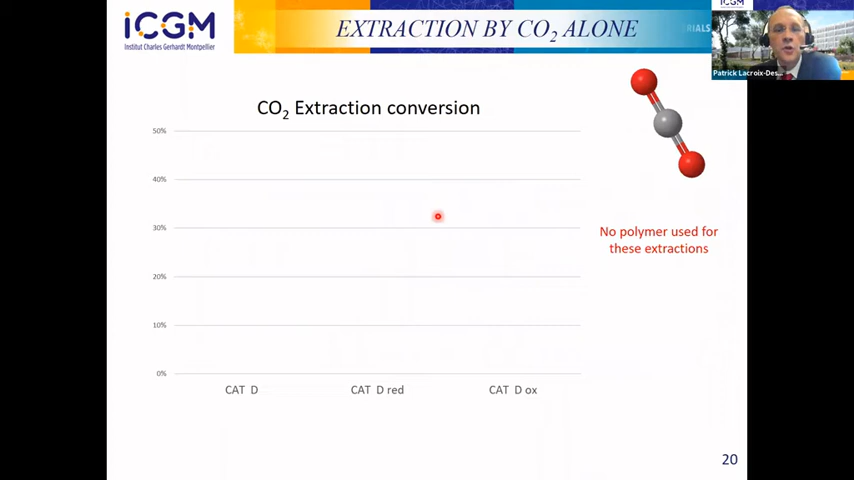 iCGM
Institut Charles Gerhardt Montpellier
EXTRACTION BY CO₂ ALONE
RIALS
iCGM
Patrick Lacroix-Des...
CO₂ Extraction conversion
50%
40%
30%
20%
10%
0%
CAT D
CAT D red
CAT D ox
No polymer used for
these extractions
20